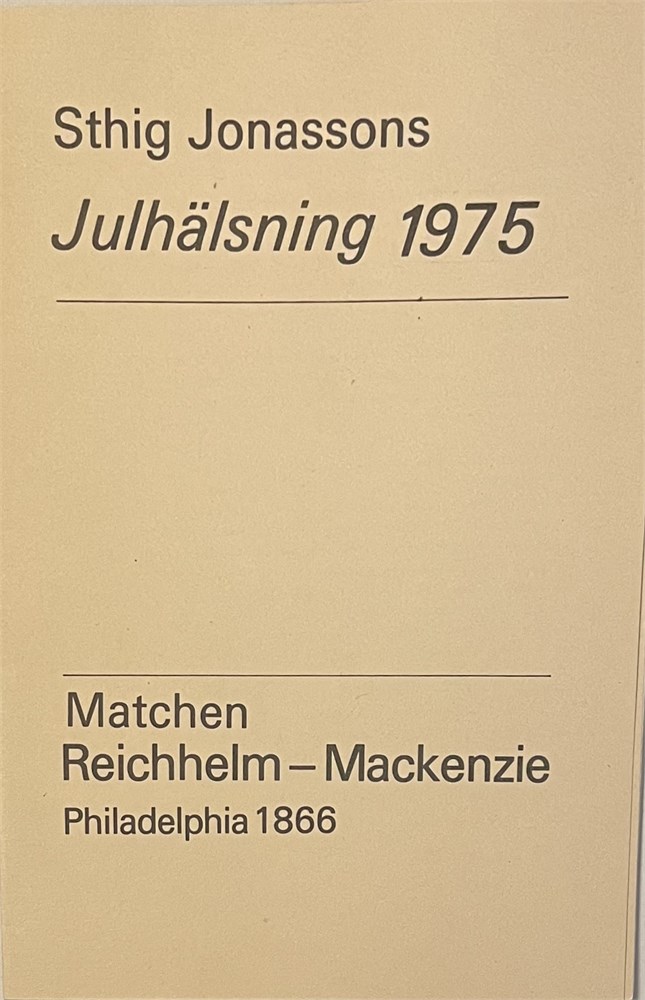 Sthig Jonassons
Julhälsning 1975
Matchen
Reichhelm – Mackenzie
Philadelphia 1866